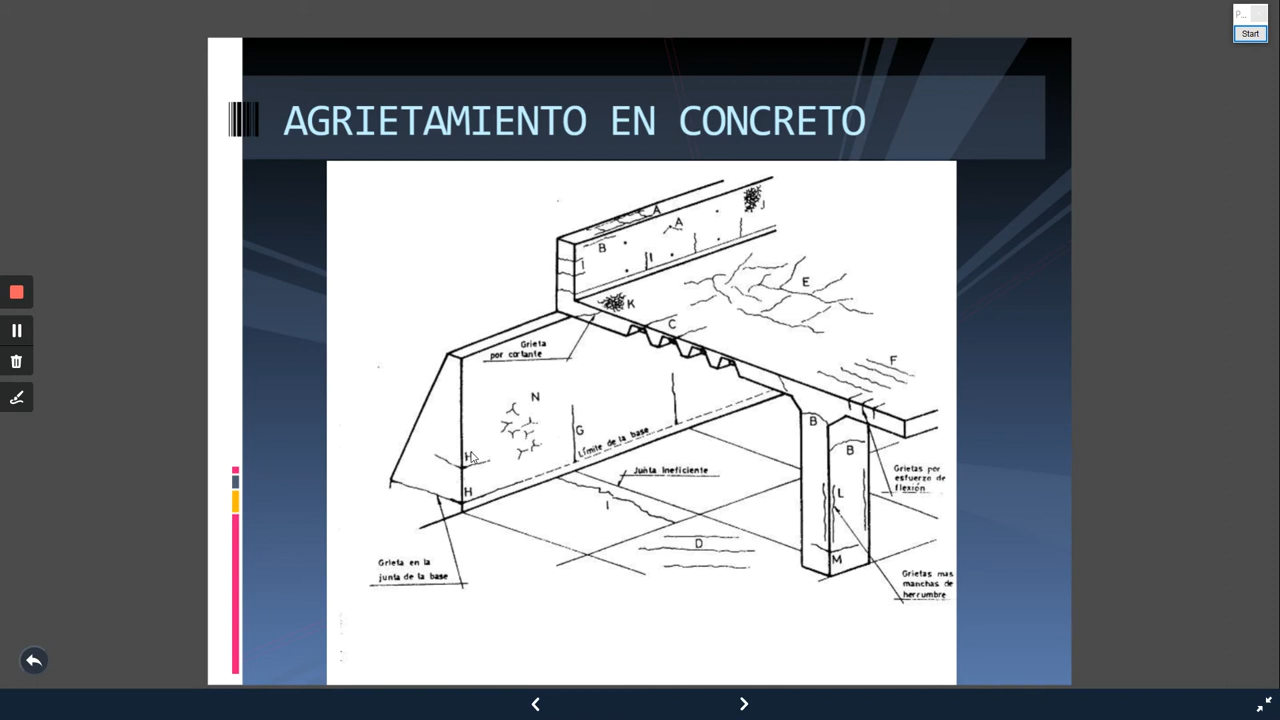 P...
Start
AGRIETAMIENTO EN CONCRETO
A
A
J
B
I
E
K
C
Grieta
por cortante
F
N
G
Límite de la base
B
B
H
Junta ineficiente
Grietas por
esfuerzo de
flexión
H
L
I
D
M
Grieta en la
junta de la base
Grietas mas
manchas de
herrumbre